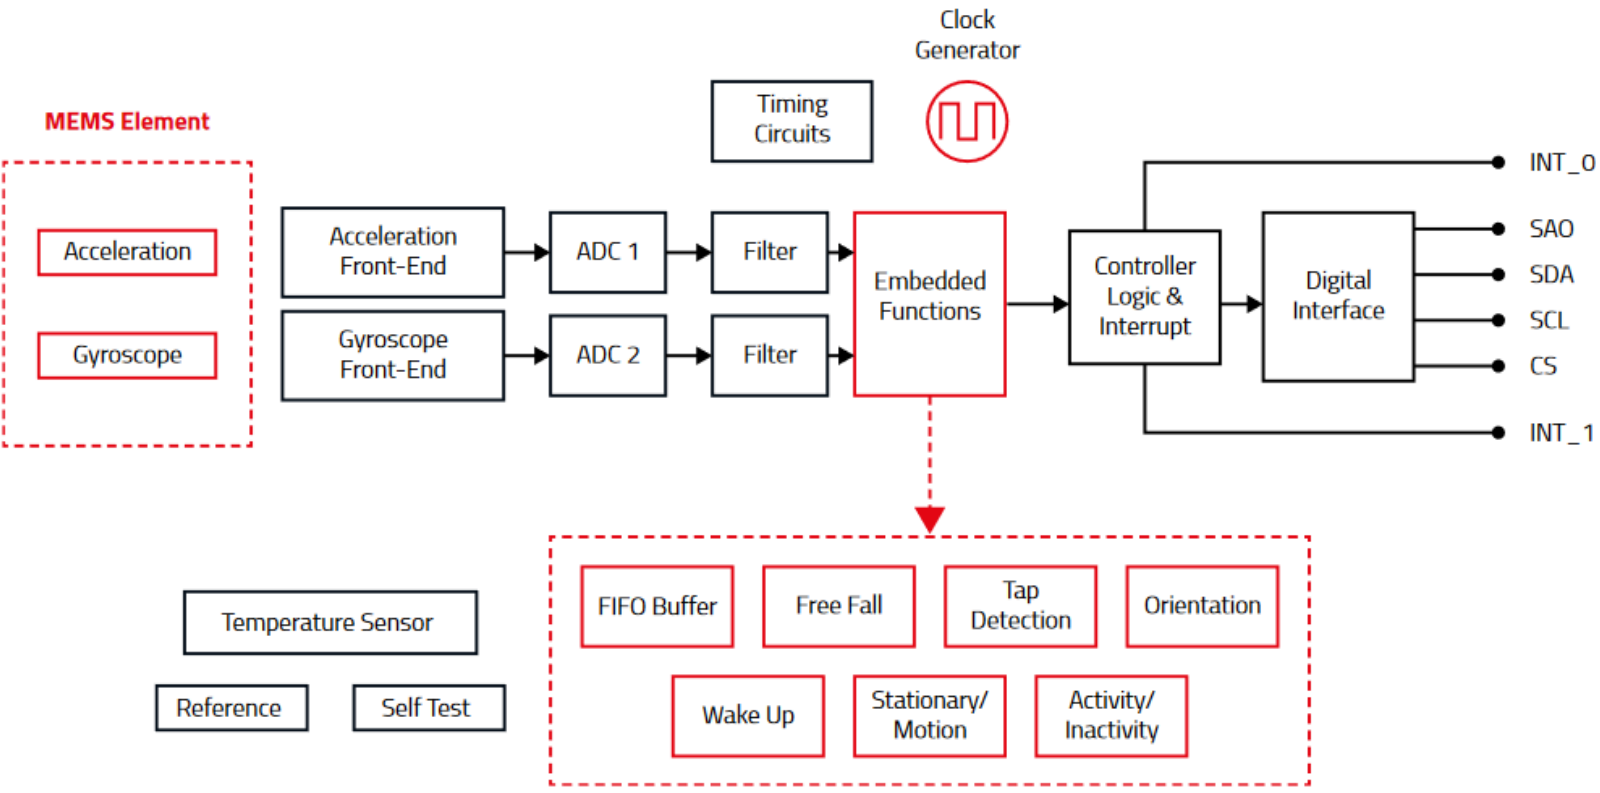 Clock
Generator
Timing
Circuits
MEMS Element
INT_0
Acceleration
Acceleration
Front-End
ADC 1
Filter
Embedded
Functions
Controller
Logic &
Interrupt
Digital
Interface
SAO
SDA
SCL
CS
Gyroscope
Gyroscope
Front-End
ADC 2
Filter
INT_1
FIFO Buffer
Free Fall
Tap
Detection
Orientation
Temperature Sensor
Reference
Self Test
Wake Up
Stationary/
Motion
Activity/
Inactivity